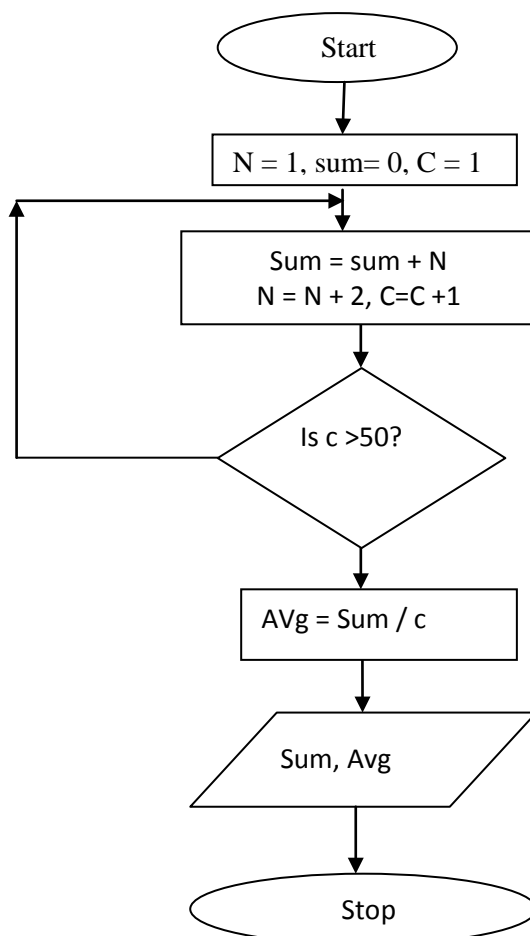 Start
N = 1, sum= 0, C = 1
Sum = sum + N
N = N + 2, C=C +1
Is c >50?
AVg = Sum / c
Sum, Avg
Stop